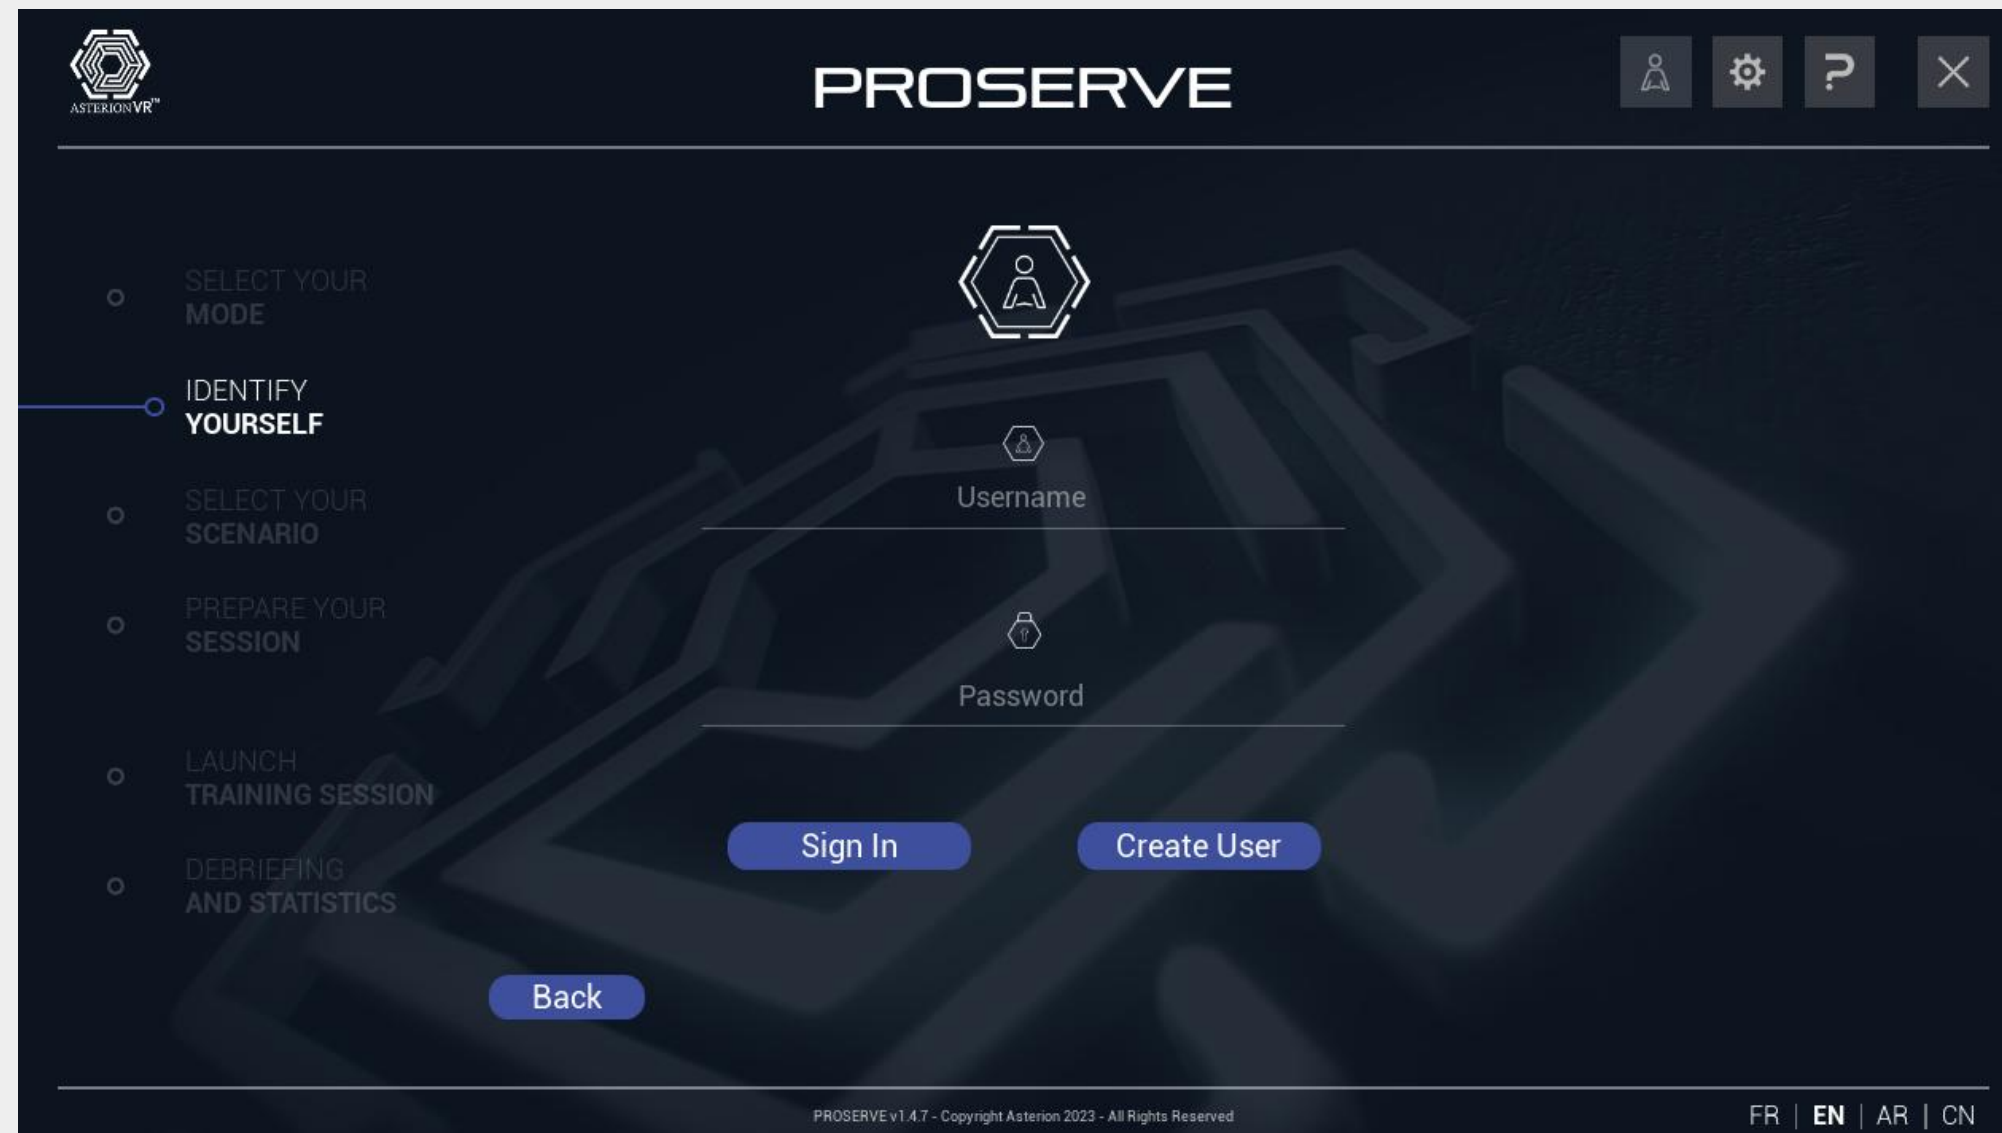 ASTERION VR™
PROSERVE
SELECT YOUR
MODE
IDENTIFY
YOURSELF
SELECT YOUR
SCENARIO
PREPARE YOUR
SESSION
LAUNCH
TRAINING SESSION
DEBRIEFING
AND STATISTICS
Username
Password
Sign In
Create User
Back
PROSERVE v1.4.7 - Copyright Asterion 2023 - All Rights Reserved
FR | EN | AR | CN